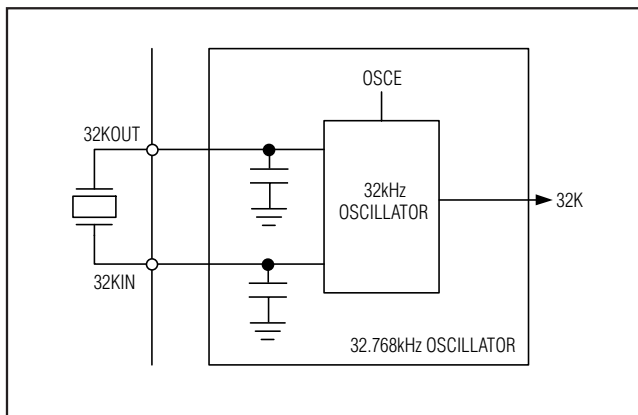 OSCE
32KOUT
32kHz
OSCILLATOR
32K
32KIN
32.768kHz OSCILLATOR